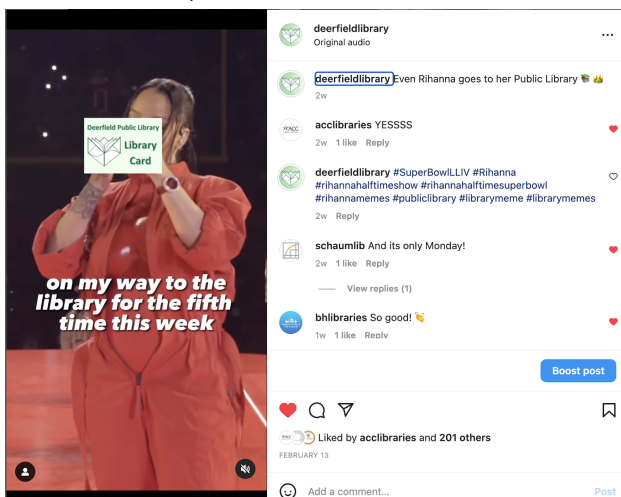 Deerfield Public Library
Library
Card
on my way to the
library for the fifth
time this week
deerfieldlibrary
Original audio
deerfieldlibrary Even Rihanna goes to her Public Library 📚 👑
2w
acclibraries YESSSS
2w 1 like Reply
deerfieldlibrary #SuperBowlLLIV #Rihanna
#rihannahalftimeshow #rihannahalftimesuperbowl
#rihannamemes #publiclibrary #librarymeme #librarymemes
2w Reply
schaumlib And its only Monday!
2w 1 like Reply
View replies (1)
bhlibraries So good! 👏
1w 1 like Reply
Boost post
Liked by acclibraries and 201 others
FEBRUARY 13
Add a comment...
Post